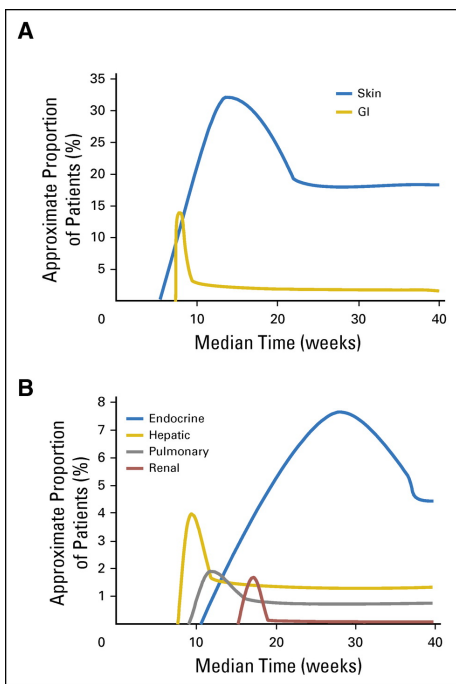 A
Approximate Proportion
of Patients (%)
35
30
25
20
15
10
5
Skin
GI
0
10
20
30
40
Median Time (weeks)
B
Approximate Proportion
of Patients (%)
8
7
6
5
4
3
2
1
Endocrine
Hepatic
Pulmonary
Renal
0
10
20
30
40
Median Time (weeks)